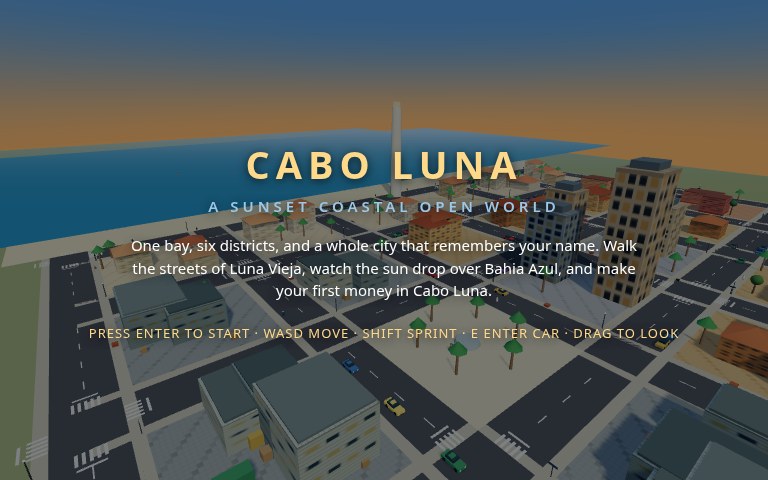 CABO LUNA
A SUNSET COASTAL OPEN WORLD
One bay, six districts, and a whole city that remembers your name. Walk
the streets of Luna Vieja, watch the sun drop over Bahia Azul, and make
your first money in Cabo Luna.
PRESS ENTER TO START · WASD MOVE · SHIFT SPRINT · E ENTER CAR · DRAG TO LOOK